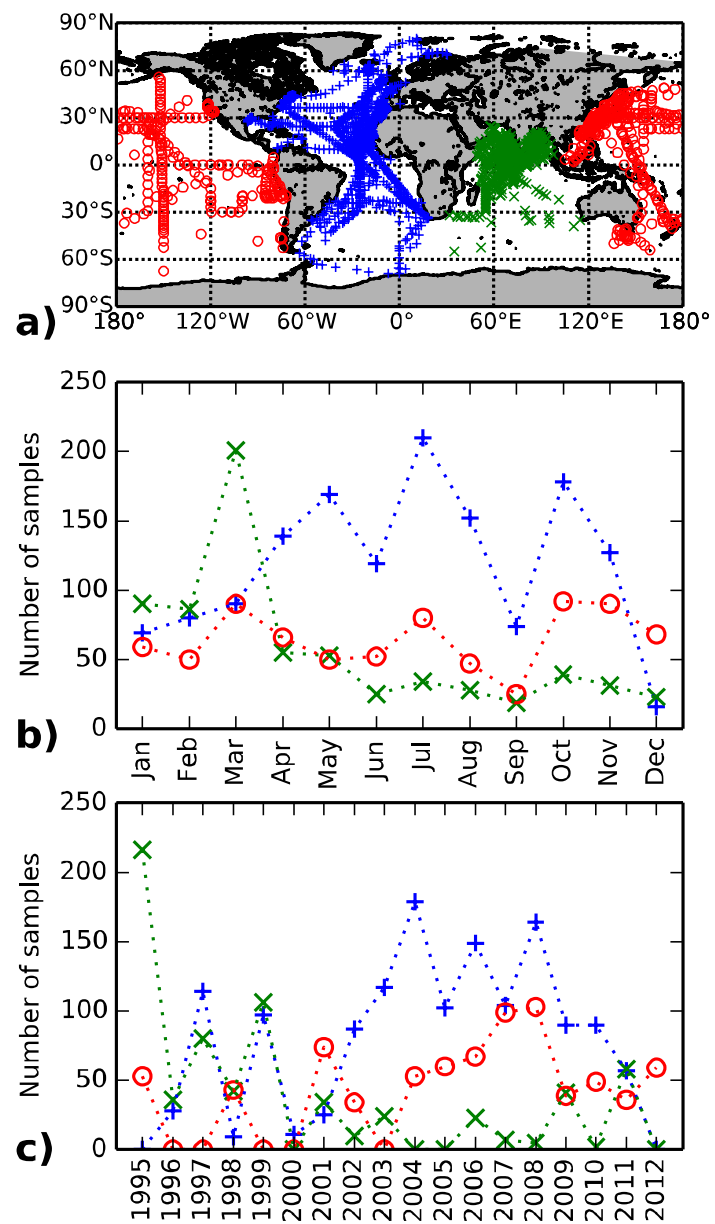 90°N
60°N
30°N
0°
30°S
60°S
90°S
180° 120°W 60°W 0° 60°E 120°E 180°
a)
250
200
150
100
50
0
Number of samples
Jan Feb Mar Apr May Jun Jul Aug Sep Oct Nov Dec
b)
250
200
150
100
50
0
Number of samples
1995 1996 1997 1998 1999 2000 2001 2002 2003 2004 2005 2006 2007 2008 2009 2010 2011 2012
c)